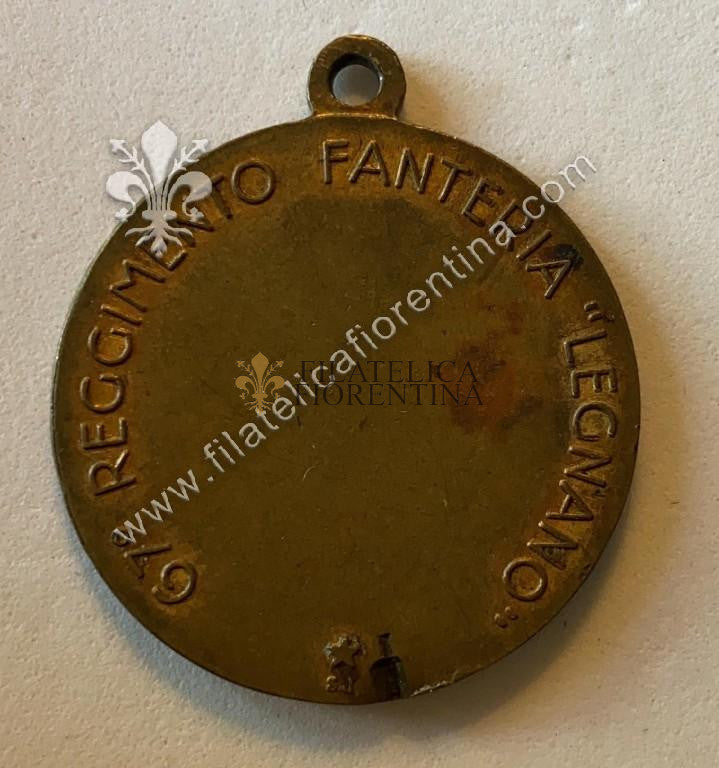 67° REGGIMENTO FANTERIA "LEGNANO"
www.filatelicafiorentina.com
FILATELICA
FIORENTINA